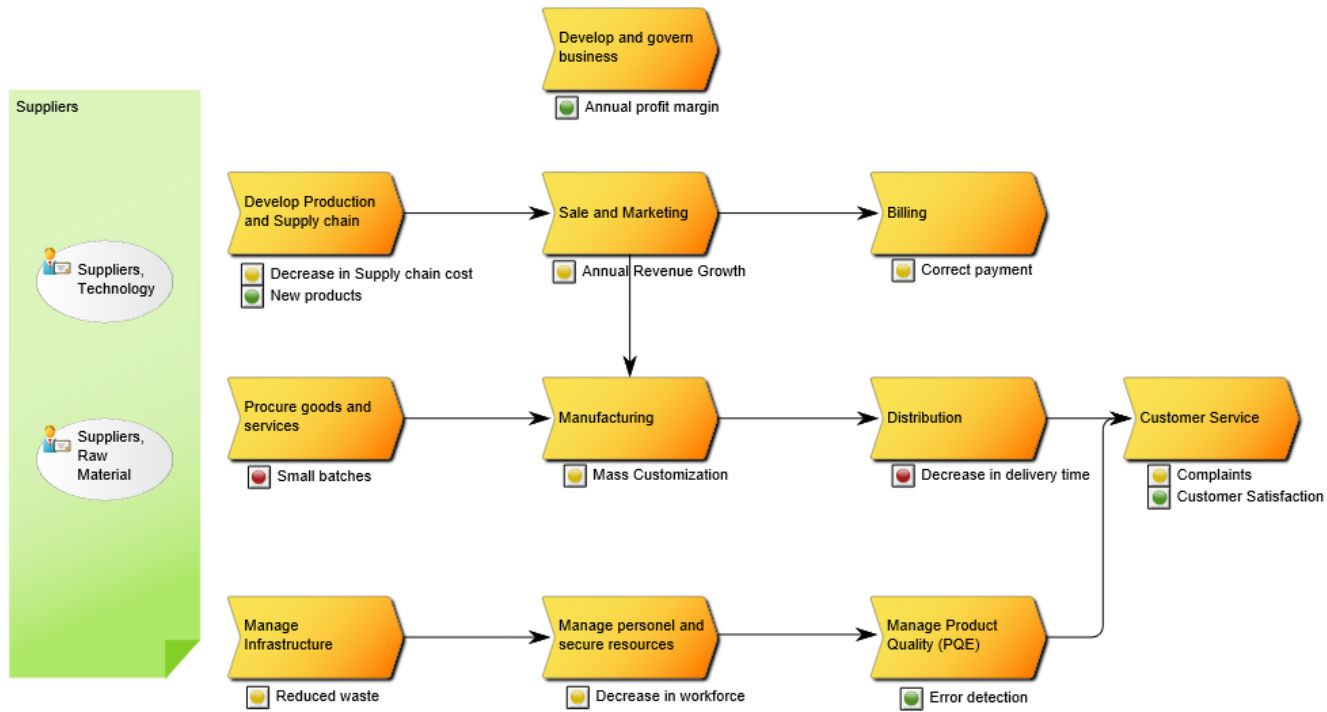 Develop and govern
business
Annual profit margin
Suppliers
Develop Production
and Supply chain
Sale and Marketing
Billing
Decrease in Supply chain cost
New products
Annual Revenue Growth
Correct payment
Suppliers,
Technology
Procure goods and
services
Manufacturing
Distribution
Customer Service
Suppliers,
Raw
Material
Small batches
Mass Customization
Decrease in delivery time
Complaints
Customer Satisfaction
Manage
Infrastructure
Manage personel and
secure resources
Manage Product
Quality (PQE)
Reduced waste
Decrease in workforce
Error detection